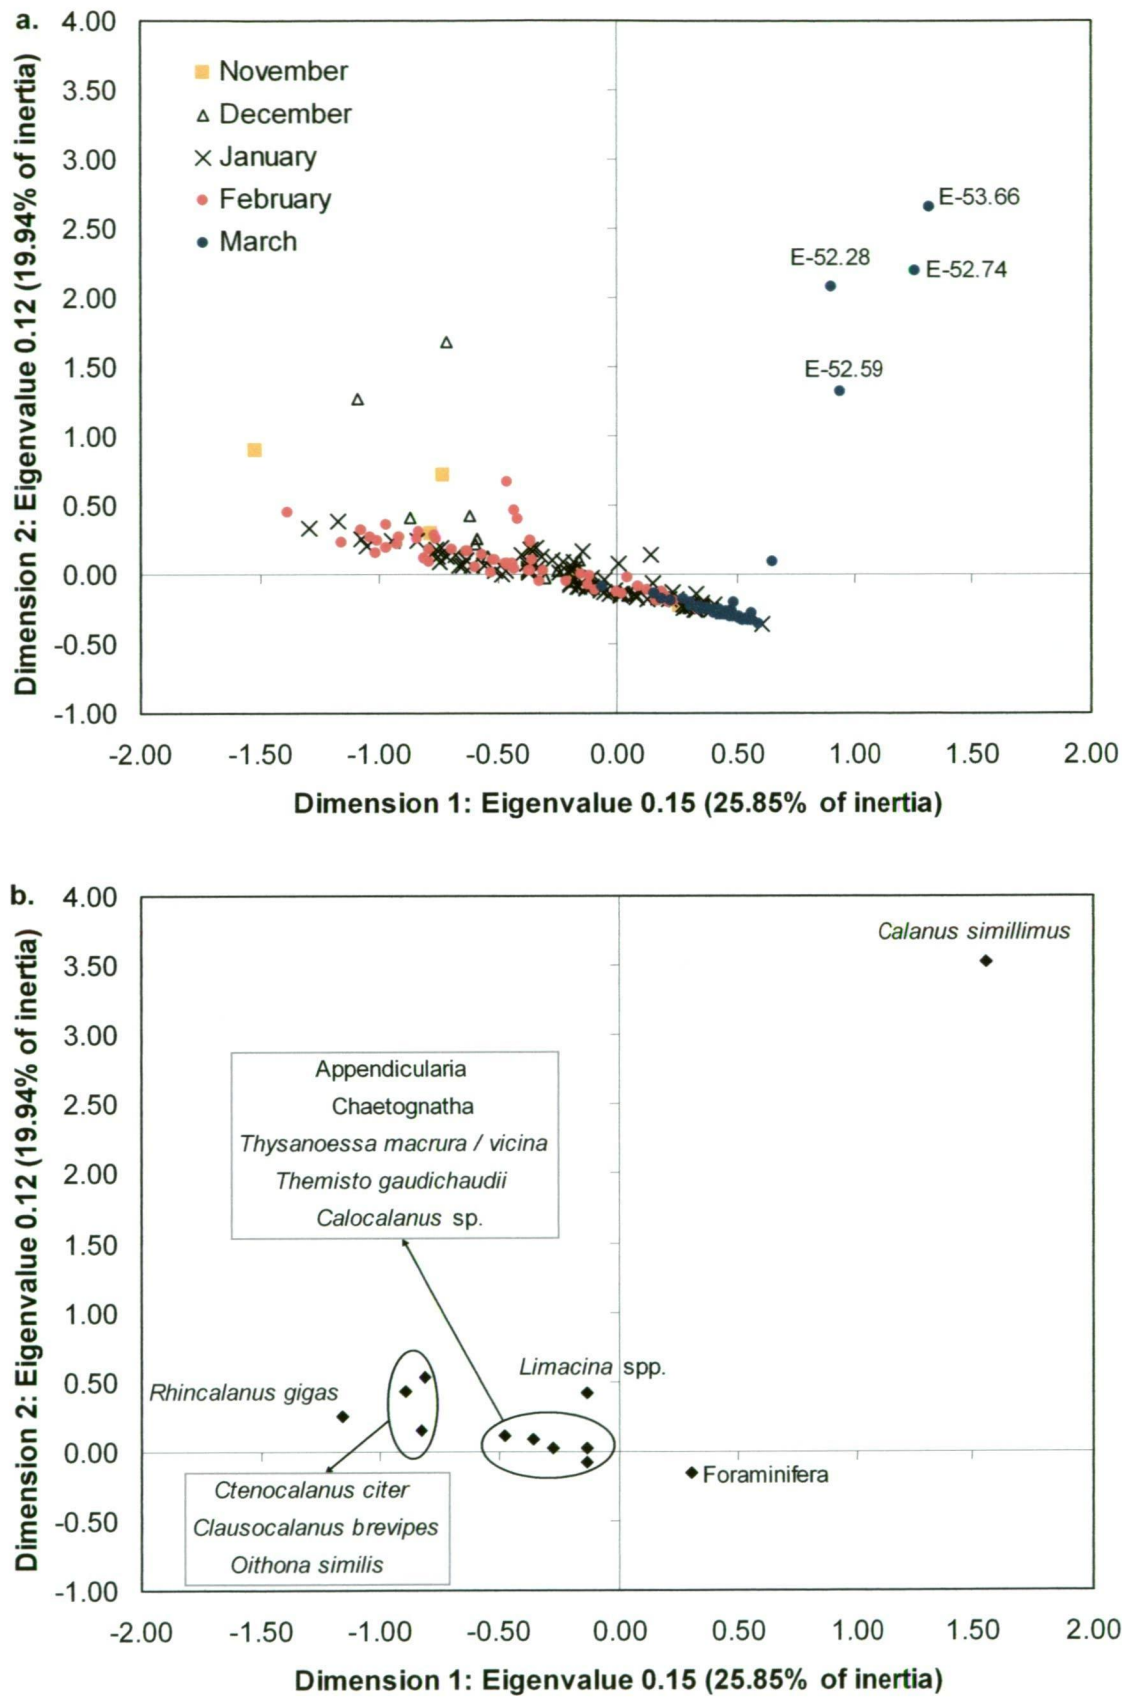 a.
4.00
3.50
3.00
2.50
2.00
1.50
1.00
0.50
0.00
-0.50
-1.00
Dimension 2: Eigenvalue 0.12 (19.94% of inertia)
November
December
January
February
March
E-53.66
E-52.28
E-52.74
E-52.59
-2.00 -1.50 -1.00 -0.50 0.00 0.50 1.00 1.50 2.00
Dimension 1: Eigenvalue 0.15 (25.85% of inertia)
b.
4.00
3.50
3.00
2.50
2.00
1.50
1.00
0.50
0.00
-0.50
-1.00
Dimension 2: Eigenvalue 0.12 (19.94% of inertia)
Calanus simillimus
Appendicularia
Chaetognatha
Thysanoessa macrura / vicina
Themisto gaudichaudii
Calocalanus sp.
Limacina spp.
Rhincalanus gigas
Foraminifera
Ctenocalanus citer
Clausocalanus brevipes
Oithona similis
-2.00 -1.50 -1.00 -0.50 0.00 0.50 1.00 1.50 2.00
Dimension 1: Eigenvalue 0.15 (25.85% of inertia)